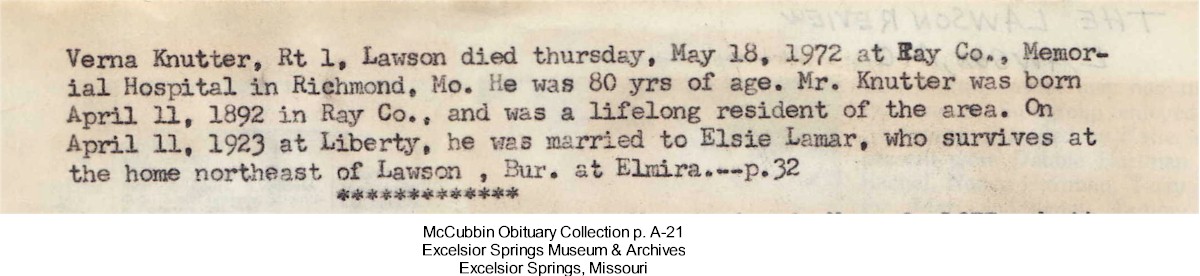 THE LAWSON REVIEW
Verna Knutter, Rt 1, Lawson died thursday, May 18, 1972 at Ray Co., Memor-
ial Hospital in Richmond, Mo. He was 80 yrs of age. Mr. Knutter was born
April 11, 1892 in Ray Co., and was a lifelong resident of the area. On
April 11, 1923 at Liberty, he was married to Elsie Lamar, who survives at
the home northeast of Lawson , Bur. at Elmira.--p.32
*************
McCubbin Obituary Collection p. A-21
Excelsior Springs Museum & Archives
Excelsior Springs, Missouri